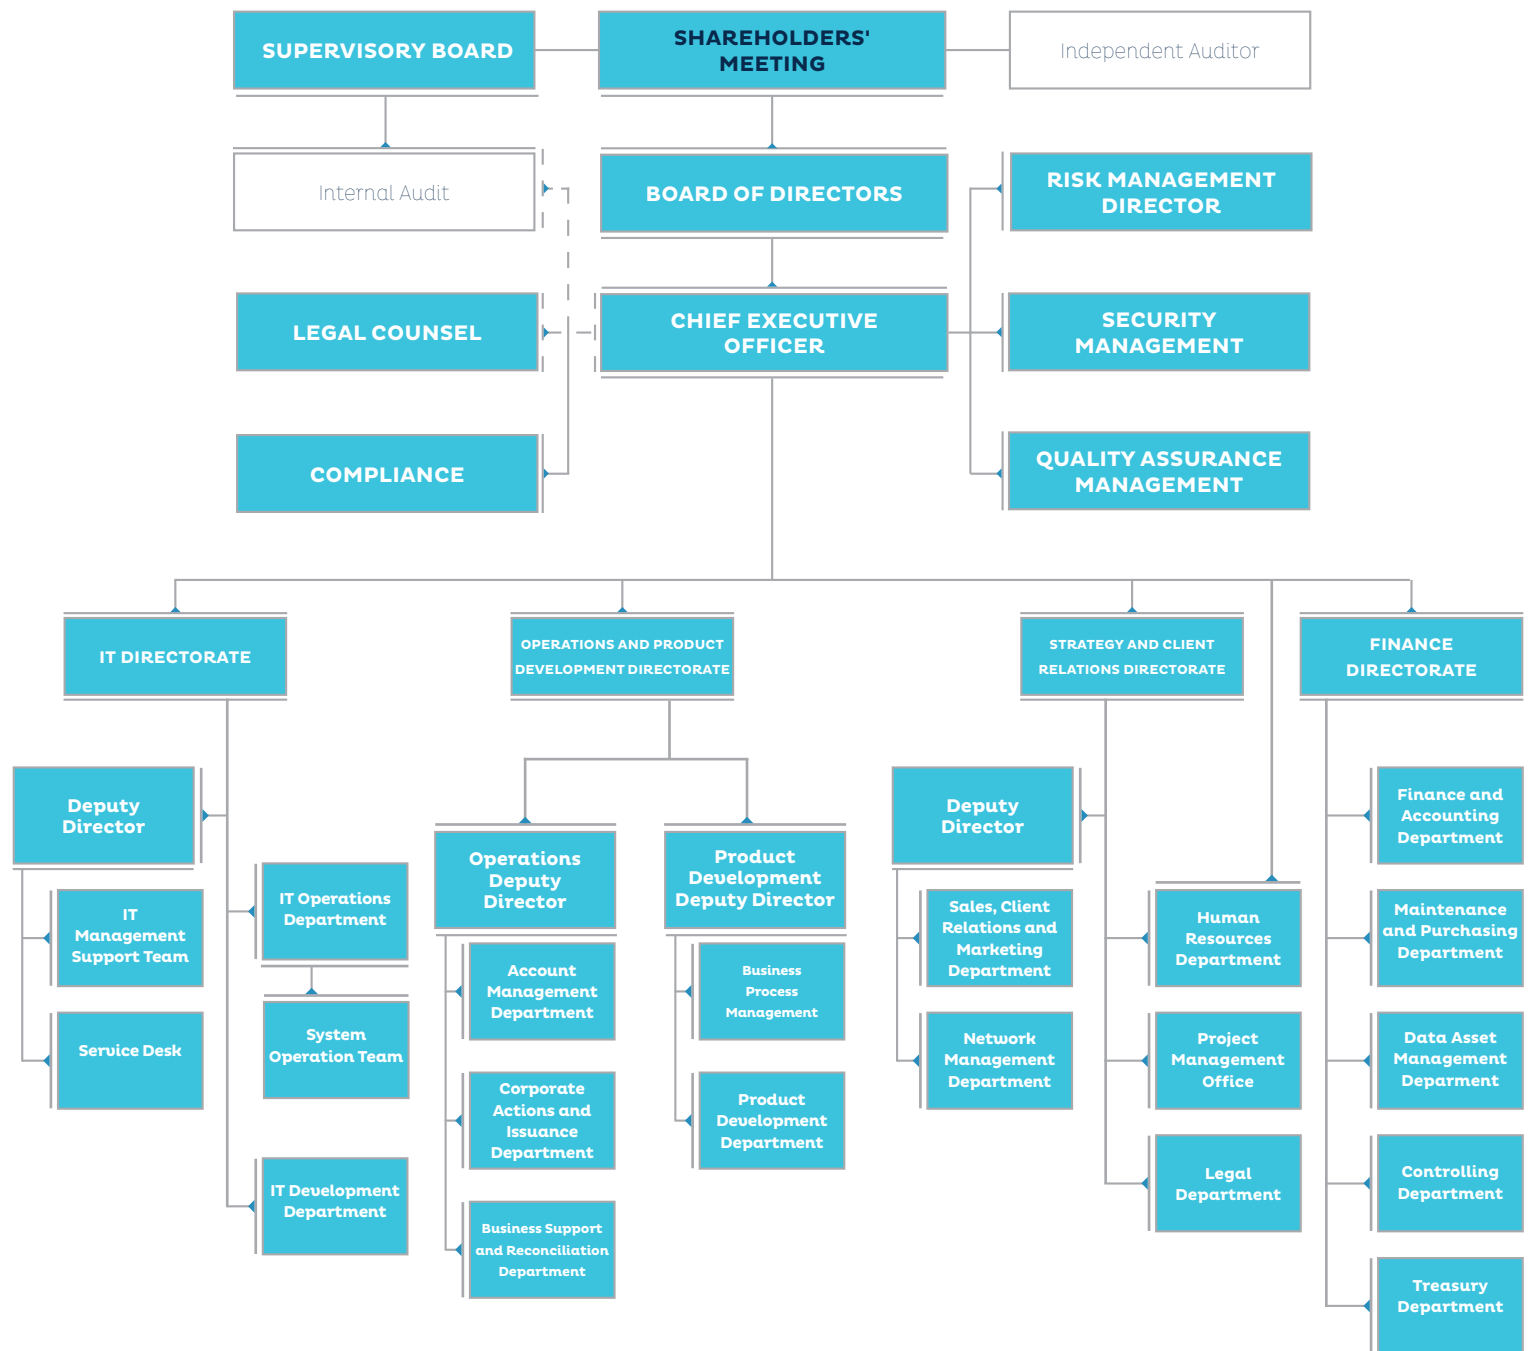 SUPERVISORY BOARD
SHAREHOLDERS'
MEETING
Independent Auditor
Internal Audit
BOARD OF DIRECTORS
RISK MANAGEMENT
DIRECTOR
LEGAL COUNSEL
CHIEF EXECUTIVE
OFFICER
SECURITY
MANAGEMENT
COMPLIANCE
QUALITY ASSURANCE
MANAGEMENT
IT DIRECTORATE
OPERATIONS AND PRODUCT
DEVELOPMENT DIRECTORATE
STRATEGY AND CLIENT
RELATIONS DIRECTORATE
FINANCE
DIRECTORATE
Deputy
Director
IT
Management
Support Team
Service Desk
IT Operations
Department
System
Operation Team
IT Development
Department
Operations
Deputy
Director
Account
Management
Department
Corporate
Actions and
Issuance
Department
Business Support
and Reconciliation
Department
Product
Development
Deputy Director
Business
Process
Management
Product
Development
Department
Deputy
Director
Sales, Client
Relations and
Marketing
Department
Network
Management
Department
Human
Resources
Department
Project
Management
Office
Legal
Department
Finance and
Accounting
Department
Maintenance
and Purchasing
Department
Data Asset
Management
Deparment
Controlling
Department
Treasury
Department